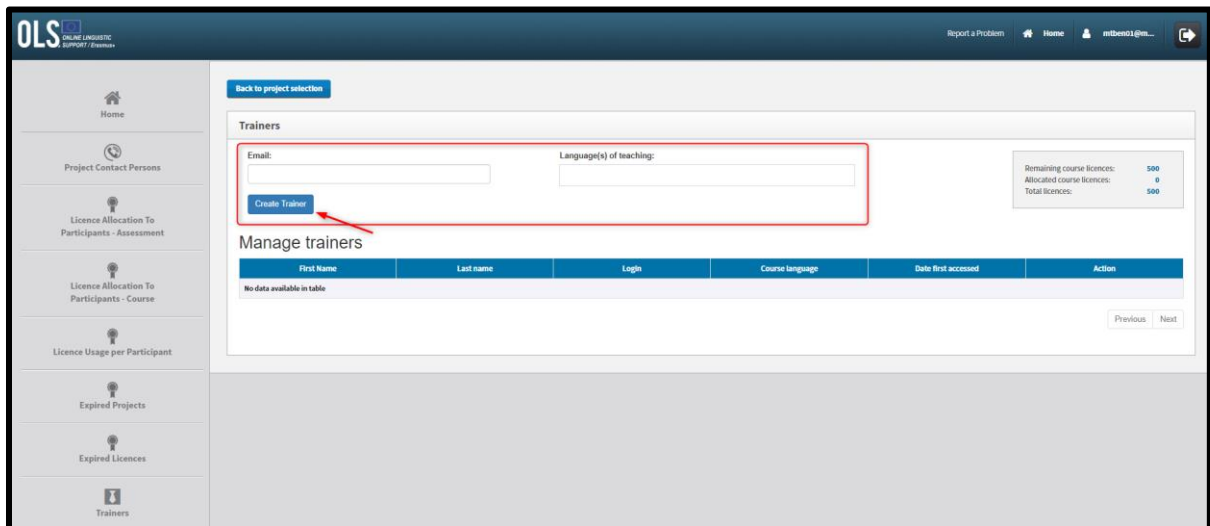 OLS ONLINE LINGUISTIC
SUPPORT / Erasmus+
Report a Problem Home mtben01@m...
Home
Project Contact Persons
Licence Allocation To
Participants - Assessment
Licence Allocation To
Participants - Course
Licence Usage per Participant
Expired Projects
Expired Licences
Trainers
Back to project selection
Trainers
Email: Language(s) of teaching:
Create Trainer
Remaining course licences: 500
Allocated course licences: 0
Total licences: 500
Manage trainers
First Name Last name Login Course language Date first accessed Action
No data available in table
Previous Next